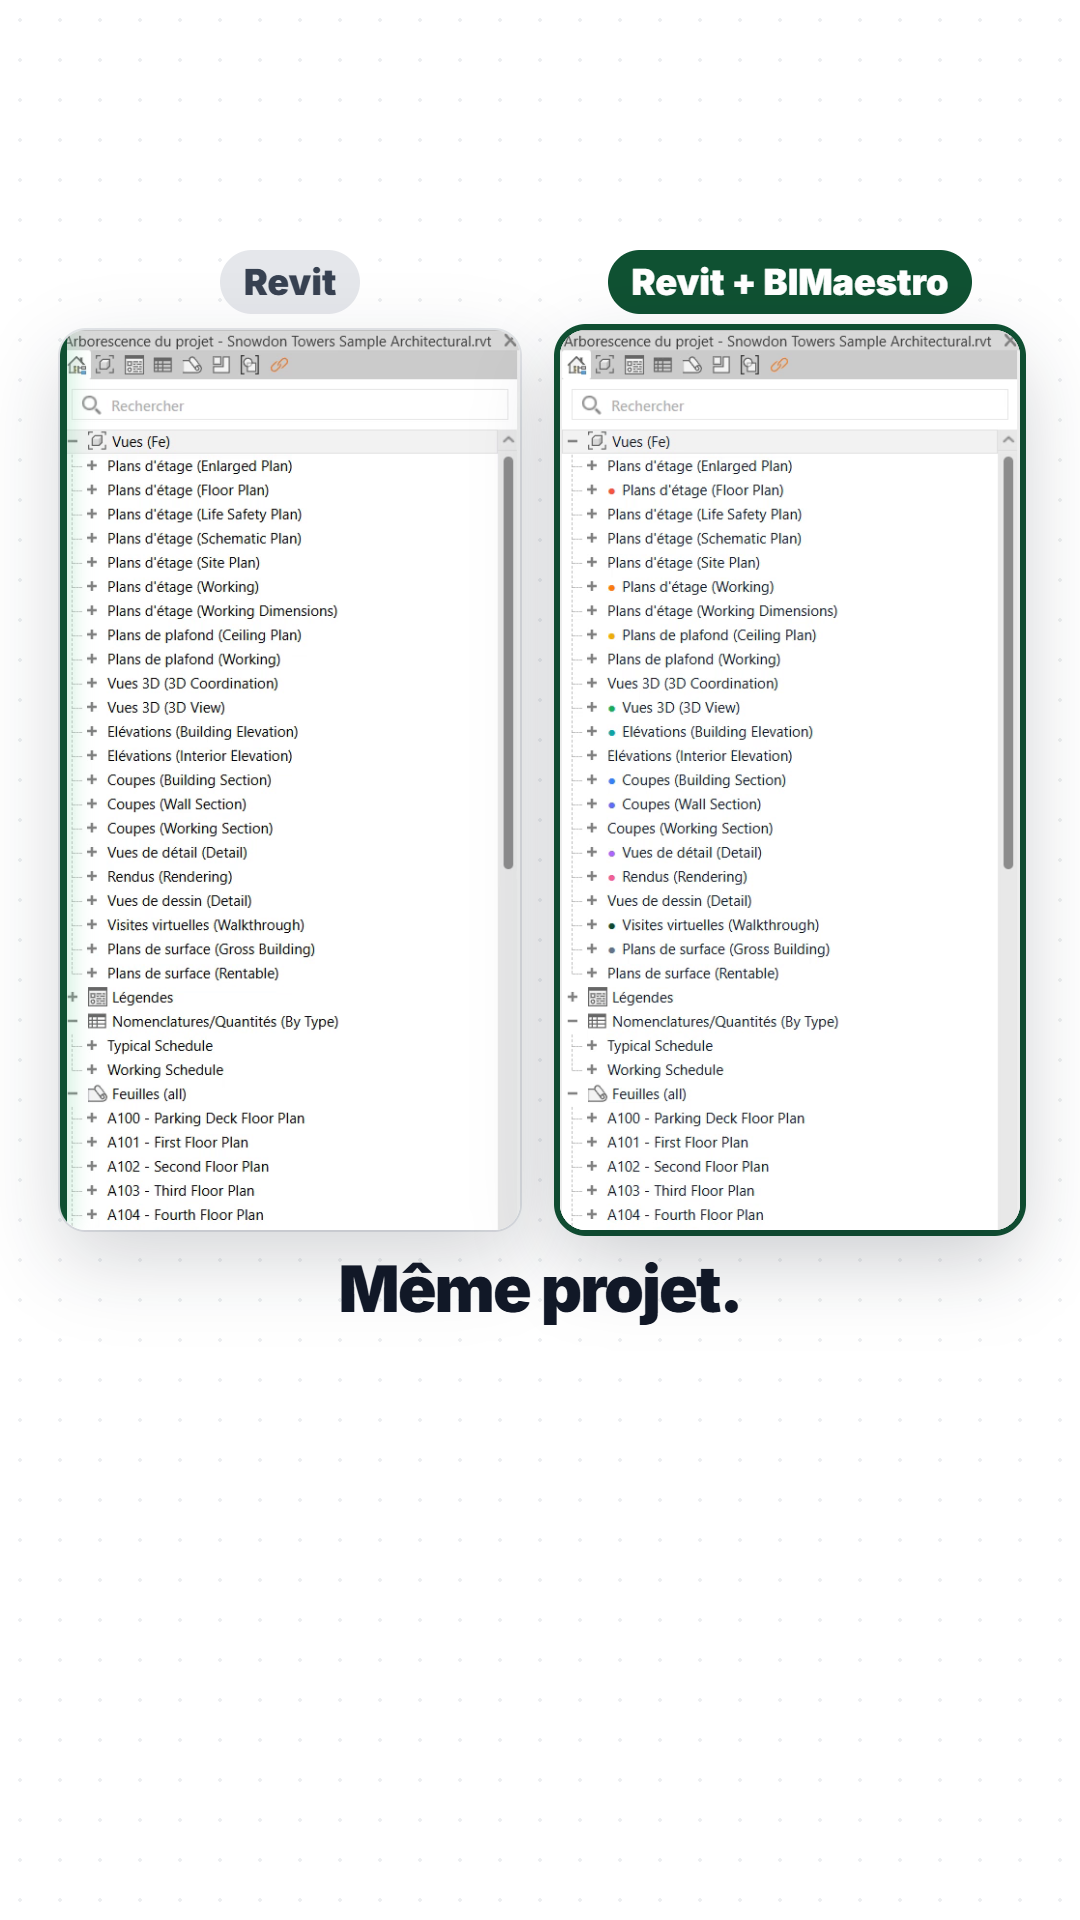 Revit
Arborescence du projet - Snowdon Towers Sample Architectural.rvt
Rechercher
Vues (Fe)
Plans d'étage (Enlarged Plan)
Plans d'étage (Floor Plan)
Plans d'étage (Life Safety Plan)
Plans d'étage (Schematic Plan)
Plans d'étage (Site Plan)
Plans d'étage (Working)
Plans d'étage (Working Dimensions)
Plans de plafond (Ceiling Plan)
Plans de plafond (Working)
Vues 3D (3D Coordination)
Vues 3D (3D View)
Elévations (Building Elevation)
Elévations (Interior Elevation)
Coupes (Building Section)
Coupes (Wall Section)
Coupes (Working Section)
Vues de détail (Detail)
Rendus (Rendering)
Vues de dessin (Detail)
Visites virtuelles (Walkthrough)
Plans de surface (Gross Building)
Plans de surface (Rentable)
Légendes
Nomenclatures/Quantités (By Type)
Typical Schedule
Working Schedule
Feuilles (all)
A100 - Parking Deck Floor Plan
A101 - First Floor Plan
A102 - Second Floor Plan
A103 - Third Floor Plan
A104 - Fourth Floor Plan
Revit + BIMaestro
Arborescence du projet - Snowdon Towers Sample Architectural.rvt
Rechercher
Vues (Fe)
Plans d'étage (Enlarged Plan)
Plans d'étage (Floor Plan)
Plans d'étage (Life Safety Plan)
Plans d'étage (Schematic Plan)
Plans d'étage (Site Plan)
Plans d'étage (Working)
Plans d'étage (Working Dimensions)
Plans de plafond (Ceiling Plan)
Plans de plafond (Working)
Vues 3D (3D Coordination)
Vues 3D (3D View)
Elévations (Building Elevation)
Elévations (Interior Elevation)
Coupes (Building Section)
Coupes (Wall Section)
Coupes (Working Section)
Vues de détail (Detail)
Rendus (Rendering)
Vues de dessin (Detail)
Visites virtuelles (Walkthrough)
Plans de surface (Gross Building)
Plans de surface (Rentable)
Légendes
Nomenclatures/Quantités (By Type)
Typical Schedule
Working Schedule
Feuilles (all)
A100 - Parking Deck Floor Plan
A101 - First Floor Plan
A102 - Second Floor Plan
A103 - Third Floor Plan
A104 - Fourth Floor Plan
Même projet.